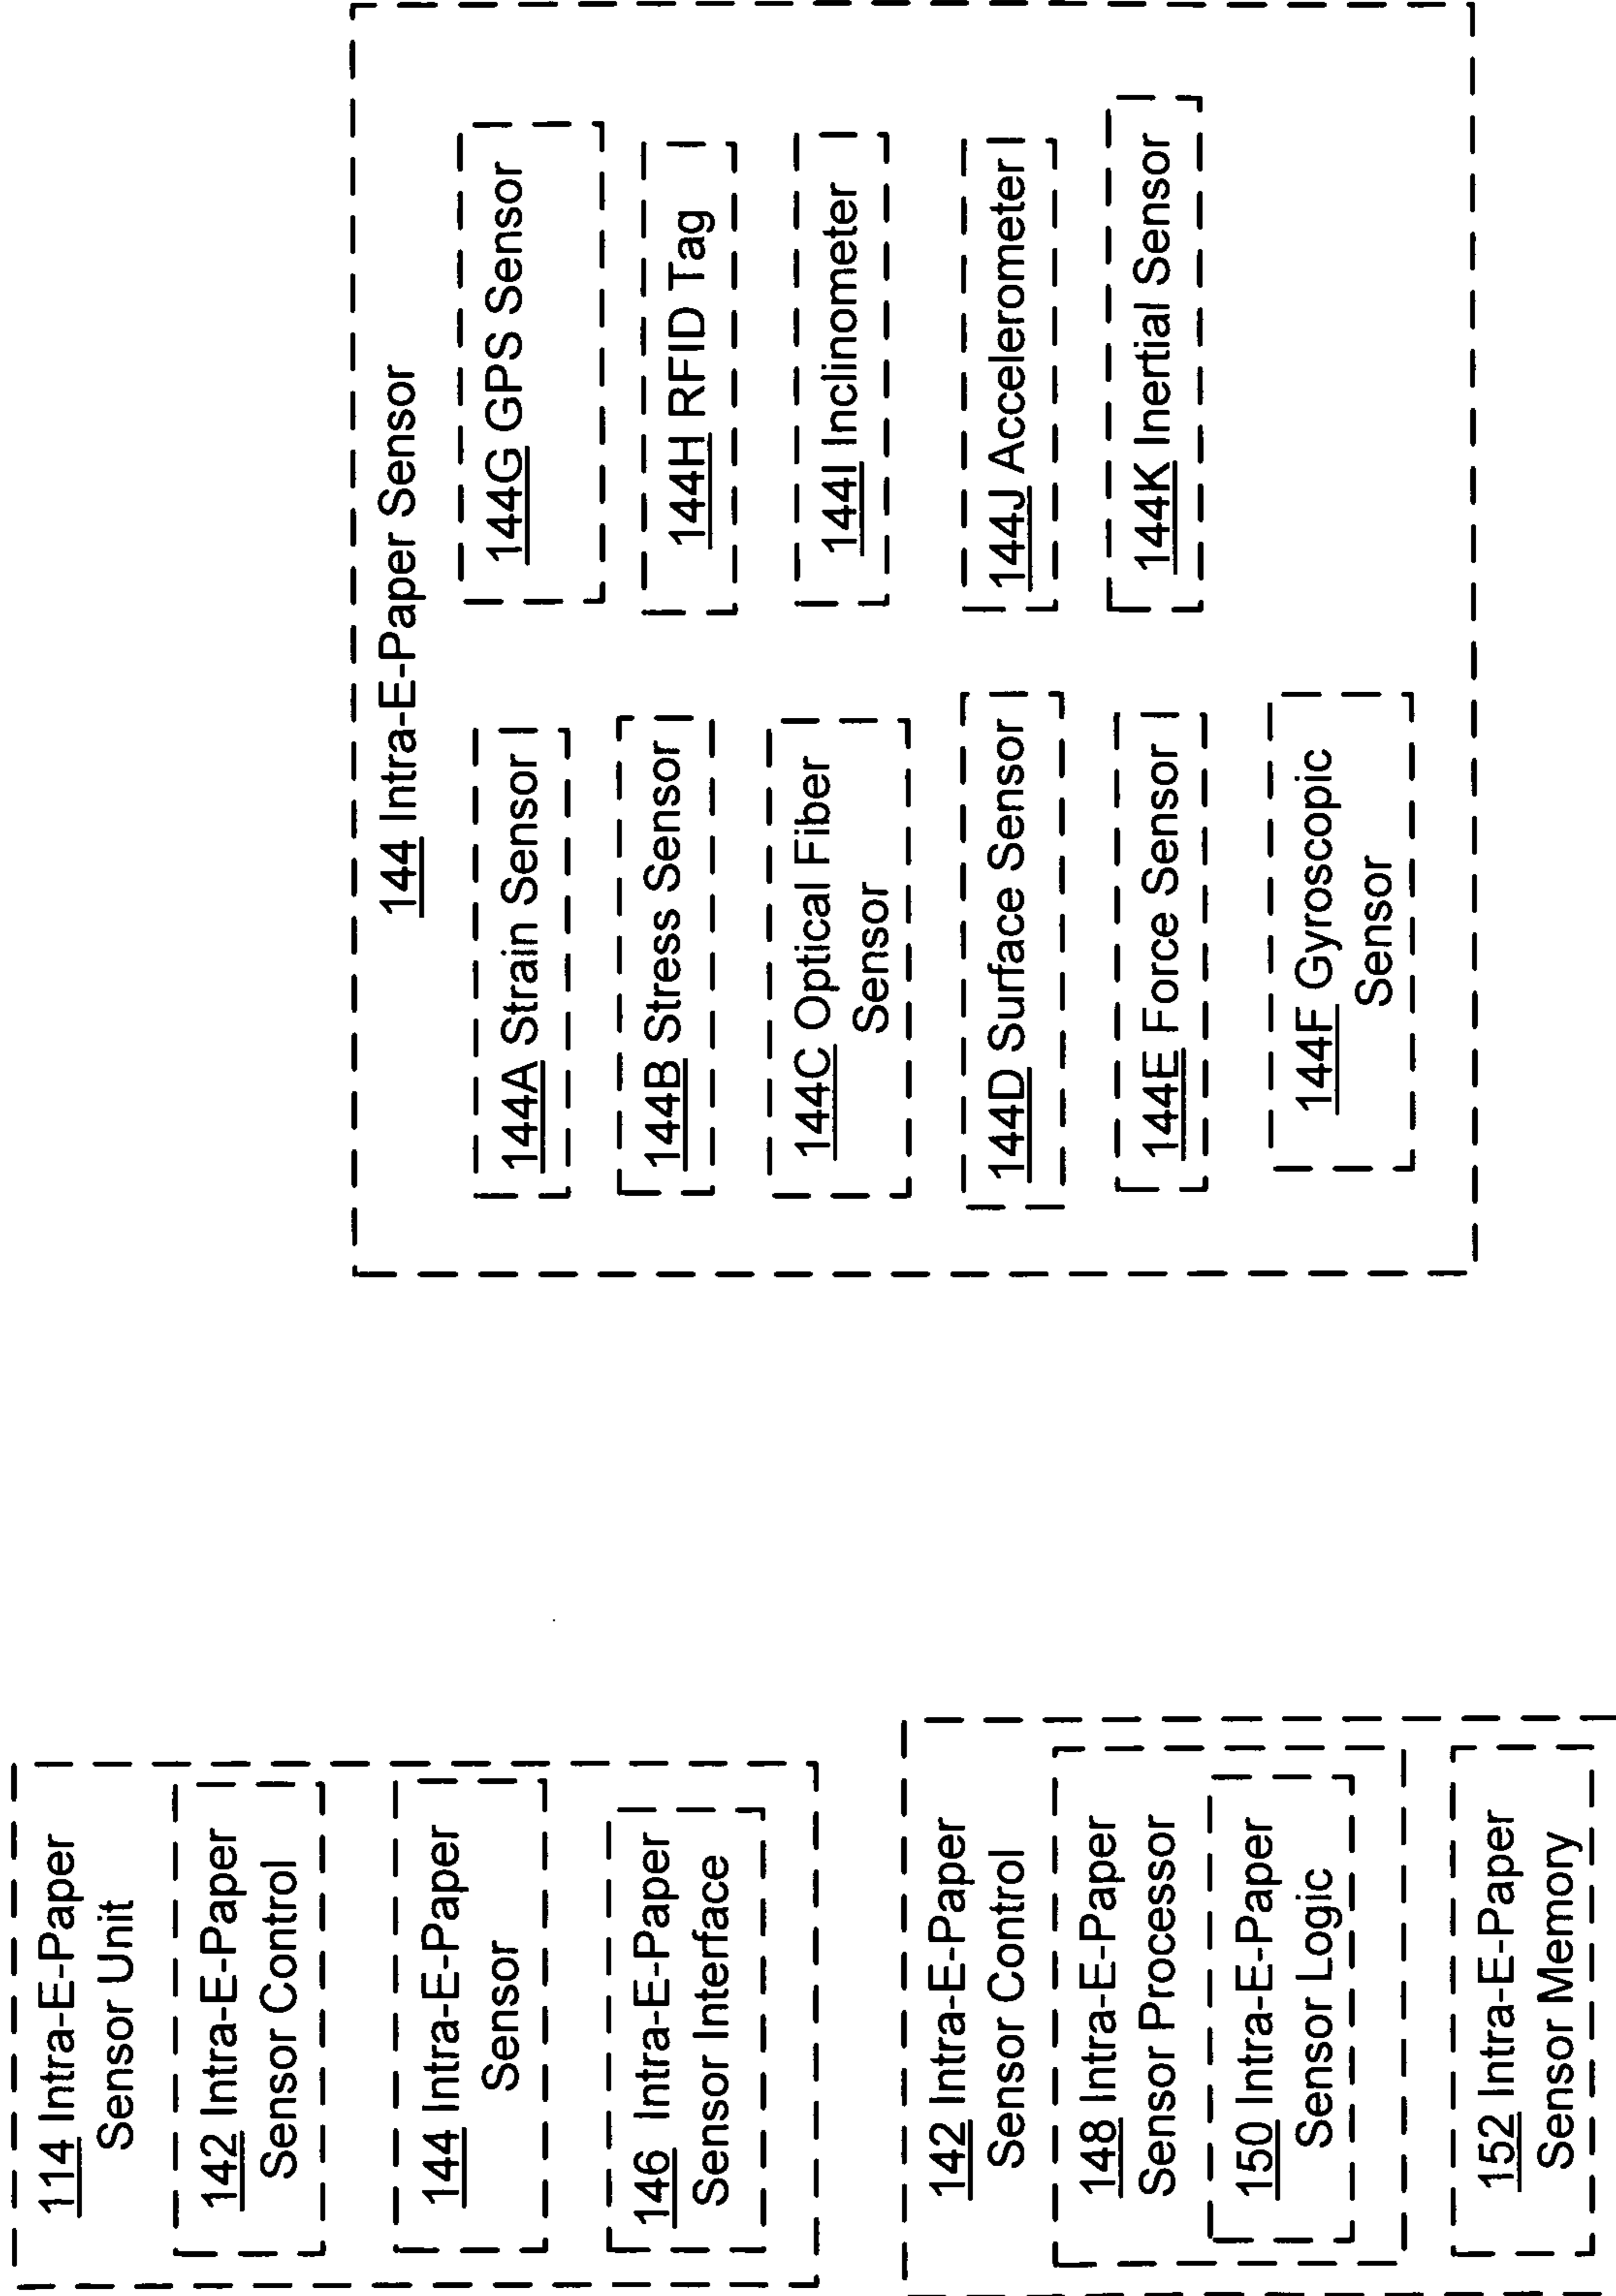 114 Intra-E-Paper
Sensor Unit
142 Intra-E-Paper
Sensor Control
144 Intra-E-Paper
Sensor
146 Intra-E-Paper
Sensor Interface
142 Intra-E-Paper
Sensor Control
148 Intra-E-Paper
Sensor Processor
150 Intra-E-Paper
Sensor Logic
152 Intra-E-Paper
Sensor Memory
144 Intra-E-Paper Sensor
144A Strain Sensor
144B Stress Sensor
144C Optical Fiber
Sensor
144D Surface Sensor
144E Force Sensor
144F Gyroscopic
Sensor
144G GPS Sensor
144H RFID Tag
144I Inclinometer
144J Accelerometer
144K Inertial Sensor